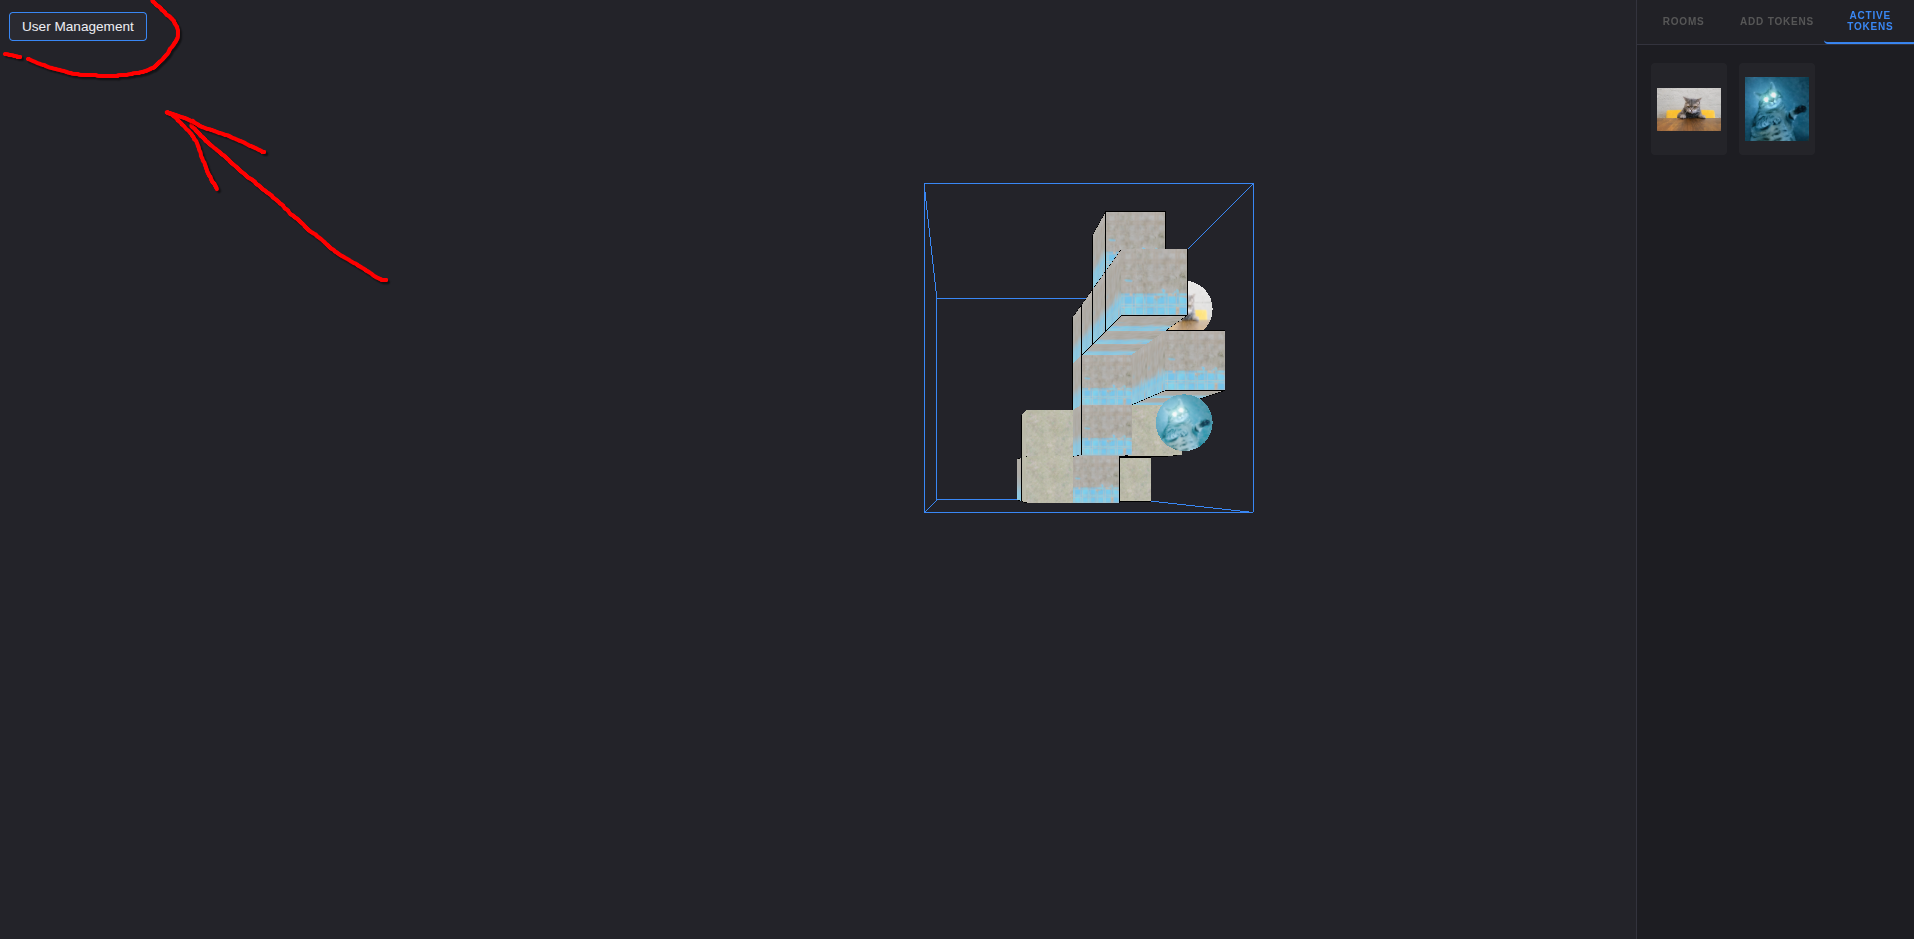 User Management
ROOMS
ADD TOKENS
ACTIVE
TOKENS